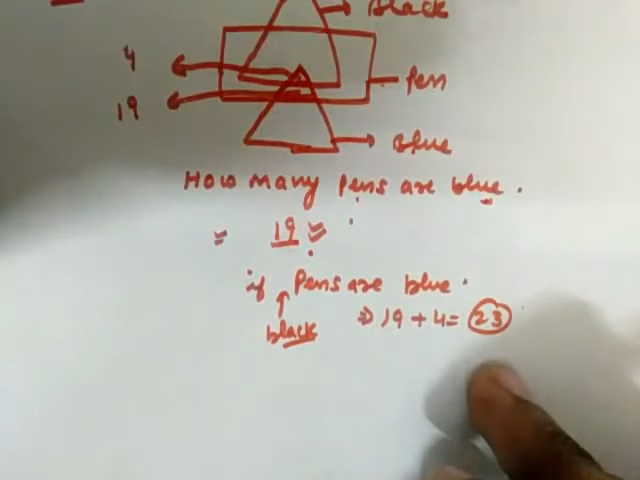 Black
4
Pen
19
Blue
How many Pens are blue.
= 19
if Pens are blue.
black ⇒ 19 + 4 = 23